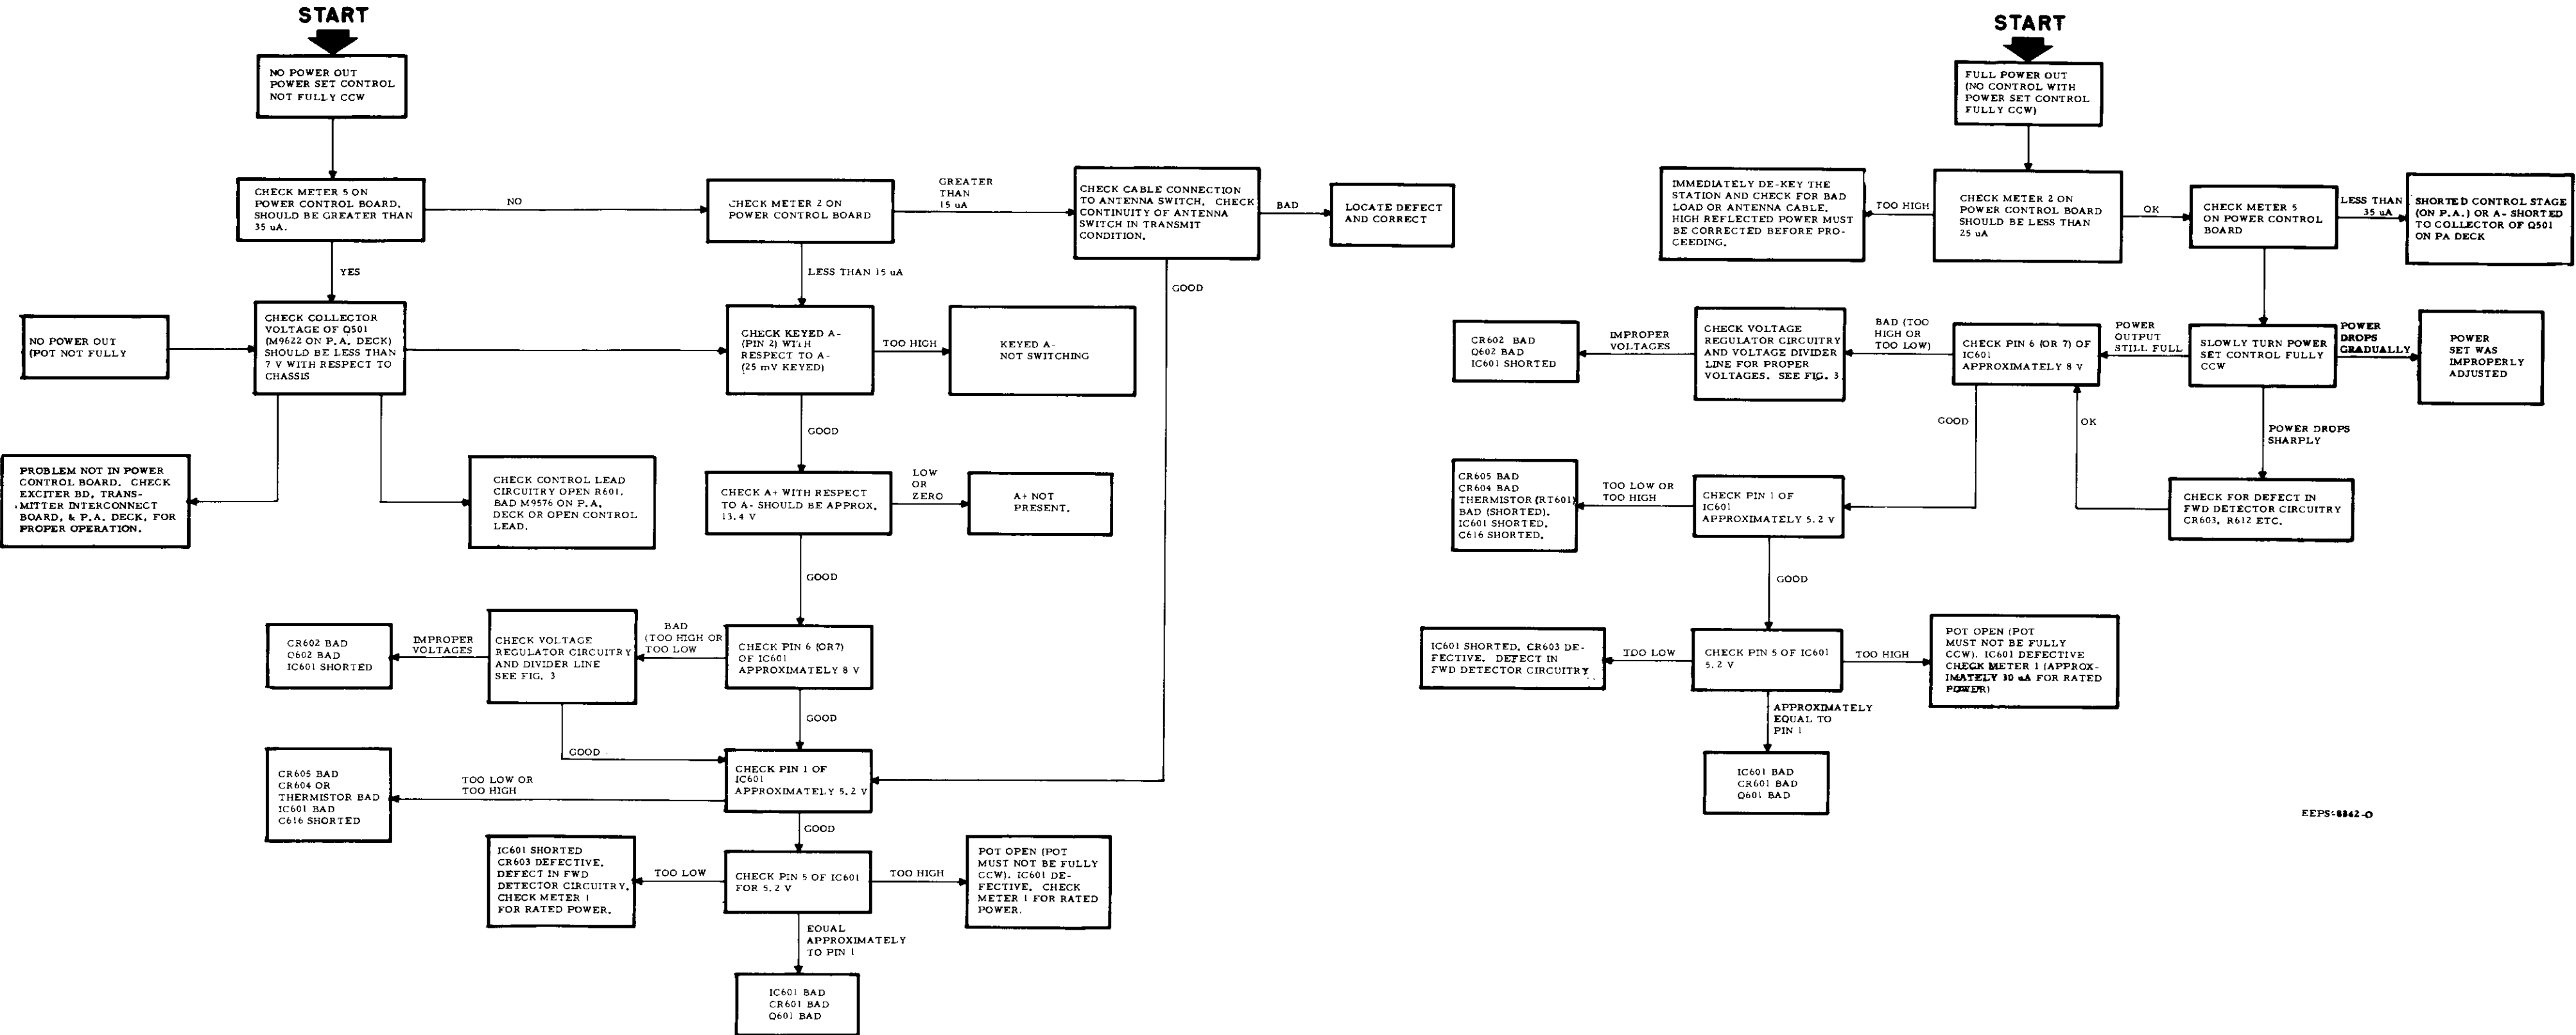 START
NO POWER OUT
POWER SET CONTROL
NOT FULLY CCW
CHECK METER 5 ON
POWER CONTROL BOARD.
SHOULD BE GREATER THAN
35 uA.
NO
CHECK METER 2 ON
POWER CONTROL BOARD
GREATER
THAN
15 uA
CHECK CABLE CONNECTION
TO ANTENNA SWITCH. CHECK
CONTINUITY OF ANTENNA
SWITCH IN TRANSMIT
CONDITION.
BAD
LOCATE DEFECT
AND CORRECT
YES
LESS THAN 15 uA
GOOD
NO POWER OUT
(POT NOT FULLY
CHECK COLLECTOR
VOLTAGE OF Q501
(M9622 ON P.A. DECK)
SHOULD BE LESS THAN
7 V WITH RESPECT TO
CHASSIS
CHECK KEYED A-
(PIN 2) WITH
RESPECT TO A-
(25 mV KEYED)
TOO HIGH
KEYED A-
NOT SWITCHING
GOOD
PROBLEM NOT IN POWER
CONTROL BOARD. CHECK
EXCITER BD, TRANS-
MITTER INTERCONNECT
BOARD, & P.A. DECK, FOR
PROPER OPERATION.
CHECK CONTROL LEAD
CIRCUITRY OPEN R601.
BAD M9576 ON P.A.
DECK OR OPEN CONTROL
LEAD.
CHECK A+ WITH RESPECT
TO A- SHOULD BE APPROX.
13.4 V
LOW
OR
ZERO
A+ NOT
PRESENT.
GOOD
CR602 BAD
Q602 BAD
IC601 SHORTED
IMPROPER
VOLTAGES
CHECK VOLTAGE
REGULATOR CIRCUITRY
AND DIVIDER LINE
SEE FIG. 3
BAD
(TOO HIGH OR
TOO LOW
CHECK PIN 6 (OR7)
OF IC601
APPROXIMATELY 8 V
GOOD
GOOD
CR605 BAD
CR604 OR
THERMISTOR BAD
IC601 BAD
C616 SHORTED
TOO LOW OR
TOO HIGH
CHECK PIN 1 OF
IC601
APPROXIMATELY 5.2 V
GOOD
IC601 SHORTED
CR603 DEFECTIVE.
DEFECT IN FWD
DETECTOR CIRCUITRY.
CHECK METER 1
FOR RATED POWER.
TOO LOW
CHECK PIN 5 OF IC601
FOR 5.2 V
TOO HIGH
POT OPEN (POT
MUST NOT BE FULLY
CCW). IC601 DE-
FECTIVE. CHECK
METER 1 FOR RATED
POWER.
EQUAL
APPROXIMATELY
TO PIN 1
IC601 BAD
CR601 BAD
Q601 BAD
START
FULL POWER OUT
(NO CONTROL WITH
POWER SET CONTROL
FULLY CCW)
IMMEDIATELY DE-KEY THE
STATION AND CHECK FOR BAD
LOAD OR ANTENNA CABLE.
HIGH REFLECTED POWER MUST
BE CORRECTED BEFORE PRO-
CEEDING.
TOO HIGH
CHECK METER 2 ON
POWER CONTROL BOARD
SHOULD BE LESS THAN
25 uA
OK
CHECK METER 5
ON POWER CONTROL
BOARD
LESS THAN
35 uA
SHORTED CONTROL STAGE
(ON P.A.) OR A- SHORTED
TO COLLECTOR OF Q501
ON PA DECK
CR602 BAD
Q602 BAD
IC601 SHORTED
IMPROPER
VOLTAGES
CHECK VOLTAGE
REGULATOR CIRCUITRY
AND VOLTAGE DIVIDER
LINE FOR PROPER
VOLTAGES. SEE FIG. 3
BAD (TOO
HIGH OR
TOO LOW)
CHECK PIN 6 (OR 7) OF
IC601
APPROXIMATELY 8 V
POWER
OUTPUT
STILL FULL
SLOWLY TURN POWER
SET CONTROL FULLY
CCW
POWER
DROPS
GRADUALLY
POWER
SET WAS
IMPROPERLY
ADJUSTED
GOOD
OK
POWER DROPS
SHARPLY
CR605 BAD
CR604 BAD
THERMISTOR (RT601)
BAD (SHORTED).
IC601 SHORTED.
C616 SHORTED.
TOO LOW OR
TOO HIGH
CHECK PIN 1 OF
IC601
APPROXIMATELY 5.2 V
CHECK FOR DEFECT IN
FWD DETECTOR CIRCUITRY
CR603, R612 ETC.
GOOD
IC601 SHORTED. CR603 DE-
FECTIVE. DEFECT IN
FWD DETECTOR CIRCUITRY
TOO LOW
CHECK PIN 5 OF IC601
5.2 V
TOO HIGH
POT OPEN (POT
MUST NOT BE FULLY
CCW). IC601 DEFECTIVE
CHECK METER 1 (APPROX-
IMATELY 30 uA FOR RATED
POWER)
APPROXIMATELY
EQUAL TO
PIN 1
IC601 BAD
CR601 BAD
Q601 BAD
EEPS-8842-O